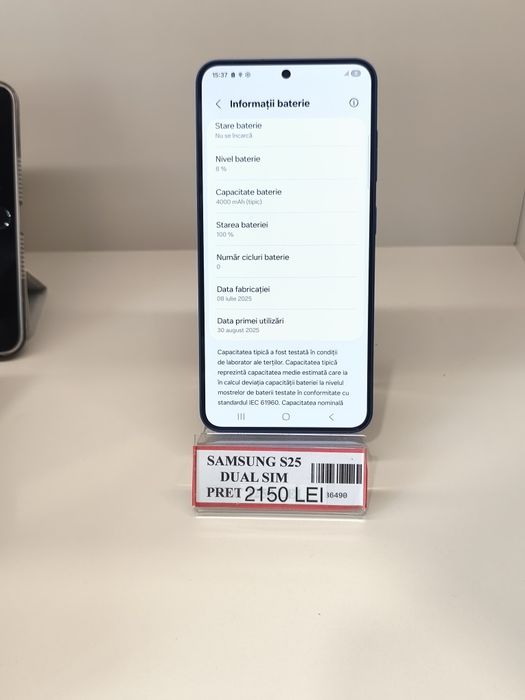 15:37
Informații baterie
Stare baterie
Nu se încarcă
Nivel baterie
8 %
Capacitate baterie
4000 mAh (tipic)
Starea bateriei
100 %
Număr cicluri baterie
0
Data fabricației
08 iulie 2025
Data primei utilizări
30 august 2025
Capacitatea tipică a fost testată în condiții
de laborator ale terților. Capacitatea tipică
reprezintă capacitatea medie estimată care ia
în calcul deviația capacității bateriei la nivelul
mostrelor de baterii testate în conformitate cu
standardul IEC 61960. Capacitatea nominală
SAMSUNG S25
DUAL SIM
PRET 2150 LEI
36490